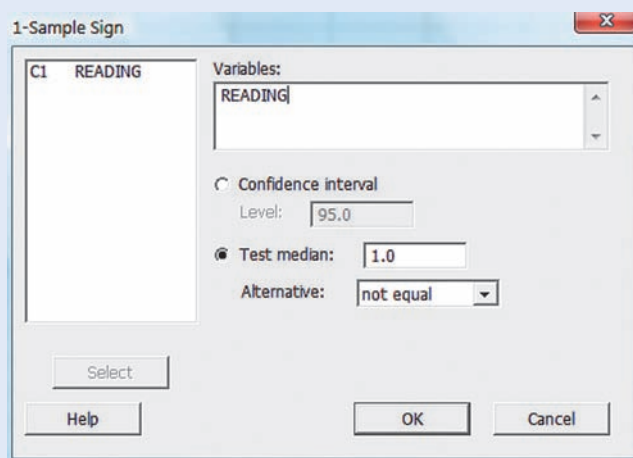 1-Sample Sign
C1 READING
Variables:
READING
Confidence interval
Level: 95.0
Test median: 1.0
Alternative: not equal
Select
Help
OK
Cancel